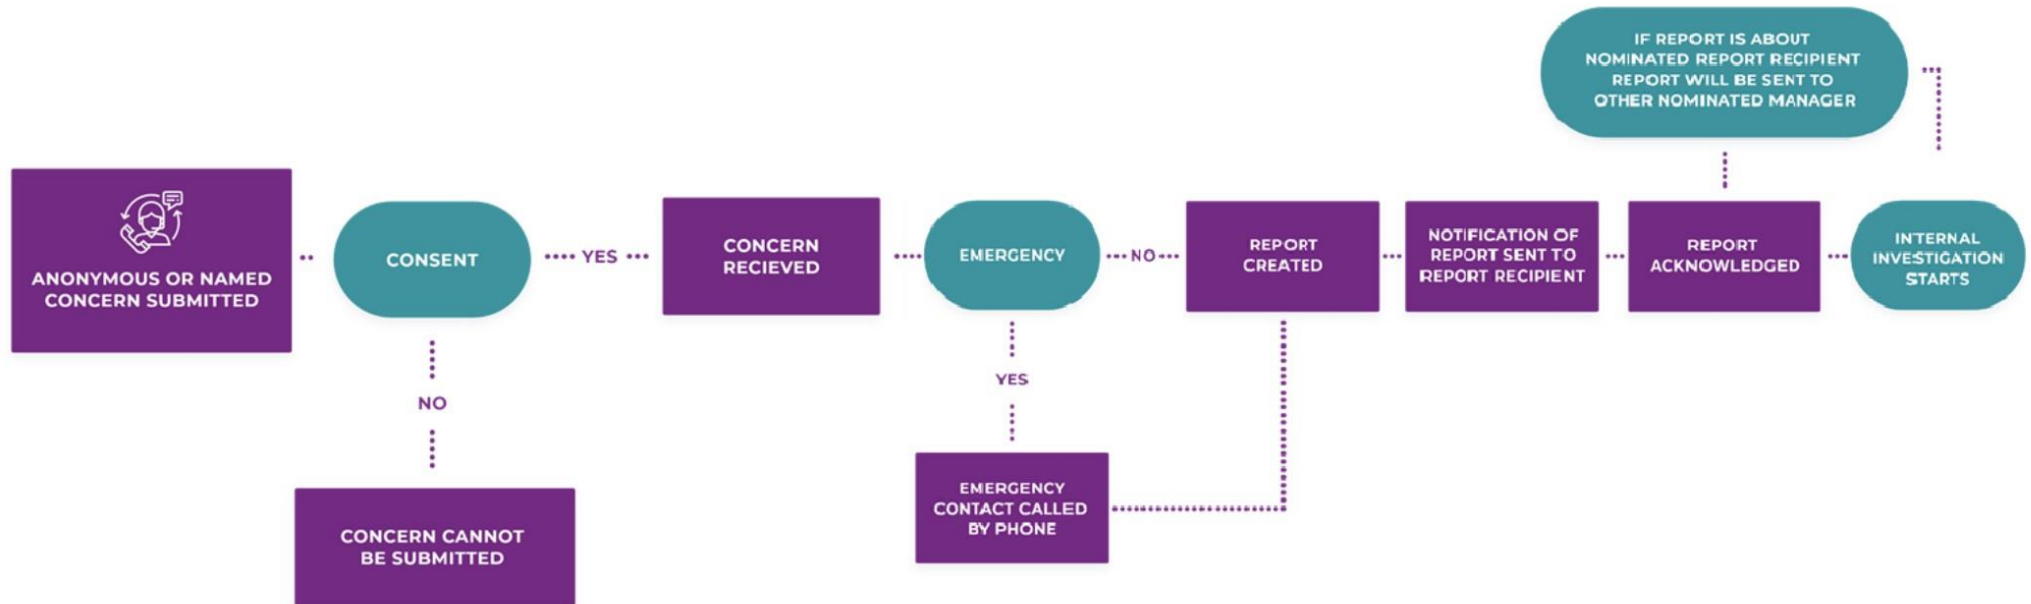 IF REPORT IS ABOUT
NOMINATED REPORT RECIPIENT
REPORT WILL BE SENT TO
OTHER NOMINATED MANAGER
ANONYMOUS OR NAMED
CONCERN SUBMITTED
CONSENT
YES
CONCERN
RECIEVED
EMERGENCY
NO
REPORT
CREATED
NOTIFICATION OF
REPORT SENT TO
REPORT RECIPIENT
REPORT
ACKNOWLEDGED
INTERNAL
INVESTIGATION
STARTS
NO
CONCERN CANNOT
BE SUBMITTED
YES
EMERGENCY
CONTACT CALLED
BY PHONE